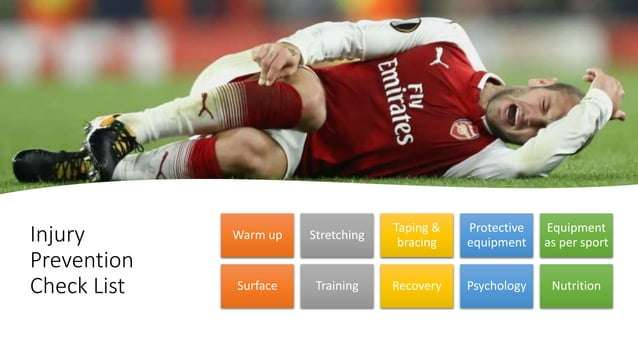 Fly
Emirates
Arsenal
Injury
Prevention
Check List
Warm up
Stretching
Taping &
bracing
Protective
equipment
Equipment
as per sport
Surface
Training
Recovery
Psychology
Nutrition